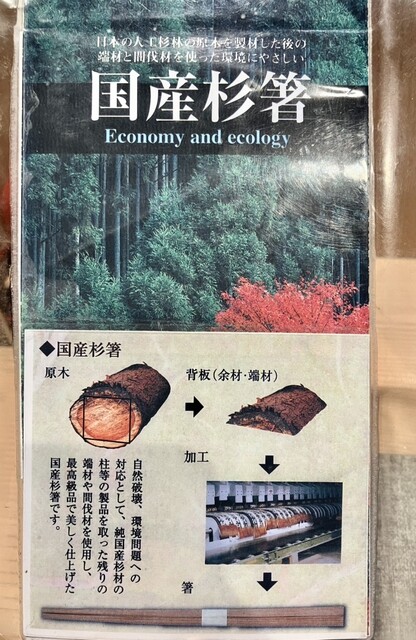 日本の人工杉林の原木を製材した後の
端材と間伐材を使った環境にやさしい
国産杉箸
Economy and ecology
◆国産杉箸
原木
背板(余材・端材)
加工
自然破壊、環境問題への
対応として、純国産杉材の
柱等の製品を取った残りの
端材や間伐材を使用し、
最高級品で美しく仕上げた
国産杉箸です。
箸